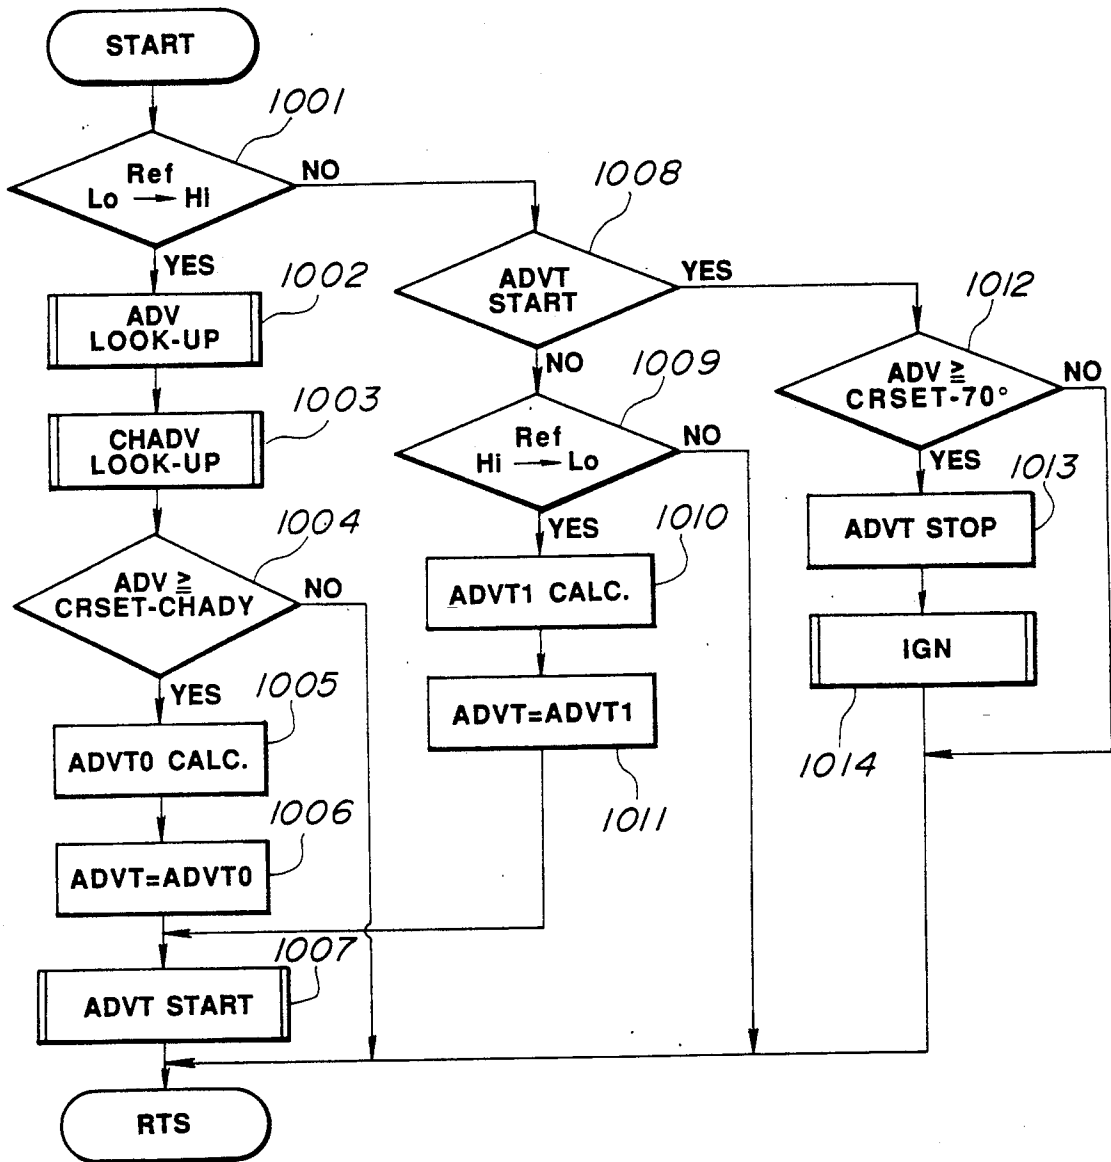 START
1001
Ref
Lo → Hi
NO
YES
1002
ADV
LOOK-UP
1003
CHADV
LOOK-UP
1004
ADV ≧
CRSET-CHADY
NO
YES
1005
ADVT0 CALC.
1006
ADVT=ADVT0
1007
ADVT START
RTS
1008
ADVT
START
YES
NO
1009
Ref
Hi → Lo
NO
YES
1010
ADVT1 CALC.
ADVT=ADVT1
1011
1012
ADV ≧
CRSET-70°
NO
YES
1013
ADVT STOP
IGN
1014